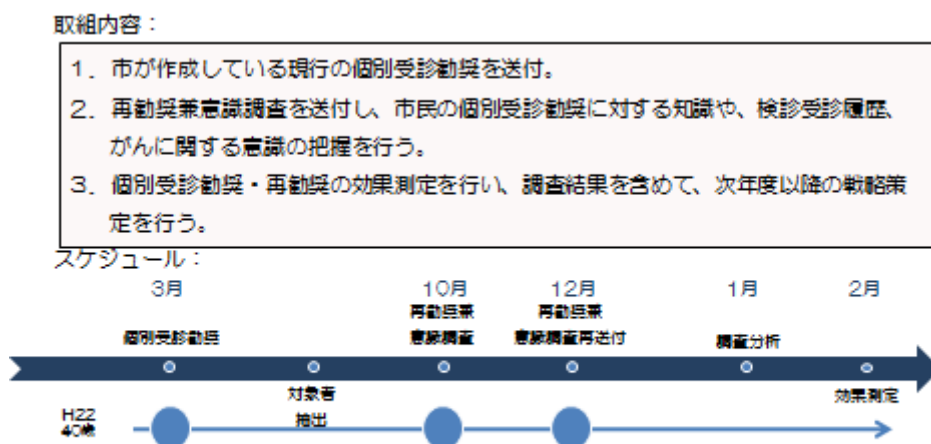 取組内容：
１．市が作成している現行の個別受診勧奨を送付。
２．再勧奨兼意識調査を送付し、市民の個別受診勧奨に対する知識や、検診受診履歴、
がんに関する意識の把握を行う。
３．個別受診勧奨・再勧奨の効果測定を行い、調査結果を含めて、次年度以降の戦略策
定を行う。
スケジュール：
3月
10月
12月
1月
2月
個別受診勧奨
再勧奨兼
意識調査
再勧奨兼
意識調査再送付
調査分析
対象者
抽出
効果測定
H22
40歳